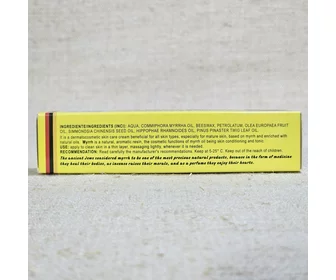 INGREDIENTS/INGREDIENTS (INCI): AQUA, COMMIPHORA MYRRHA OIL, BEESWAX, PETROLATUM, OLEA EUROPAEA FRUIT
OIL, SIMMONDSIA CHINENSIS SEED OIL, HIPPOPHAE RHAMNOIDES OIL, PINUS PINASTER TWIG LEAF OIL.
It is a dermatocosmetic skin care cream beneficial for all skin types, especially for mature skin, based on myrrh and enriched with
natural oils. Myrrh is a natural, aromatic resin, the cosmetic functions of myrrh oil being skin conditioning and tonic.
USE: apply to clean skin in a thin layer, massaging lightly, whenever it is needed.
RECOMMENDATION: Read carefully the manufacturer's recommendations. Keep at 5-25° C. Keep out of the reach of children.
The ancient Jews considered myrrh to be one of the most precious natural products, because in the form of medicine
they heal their bodies, as incense raises their morals, and as a perfume they enjoy their hearts.